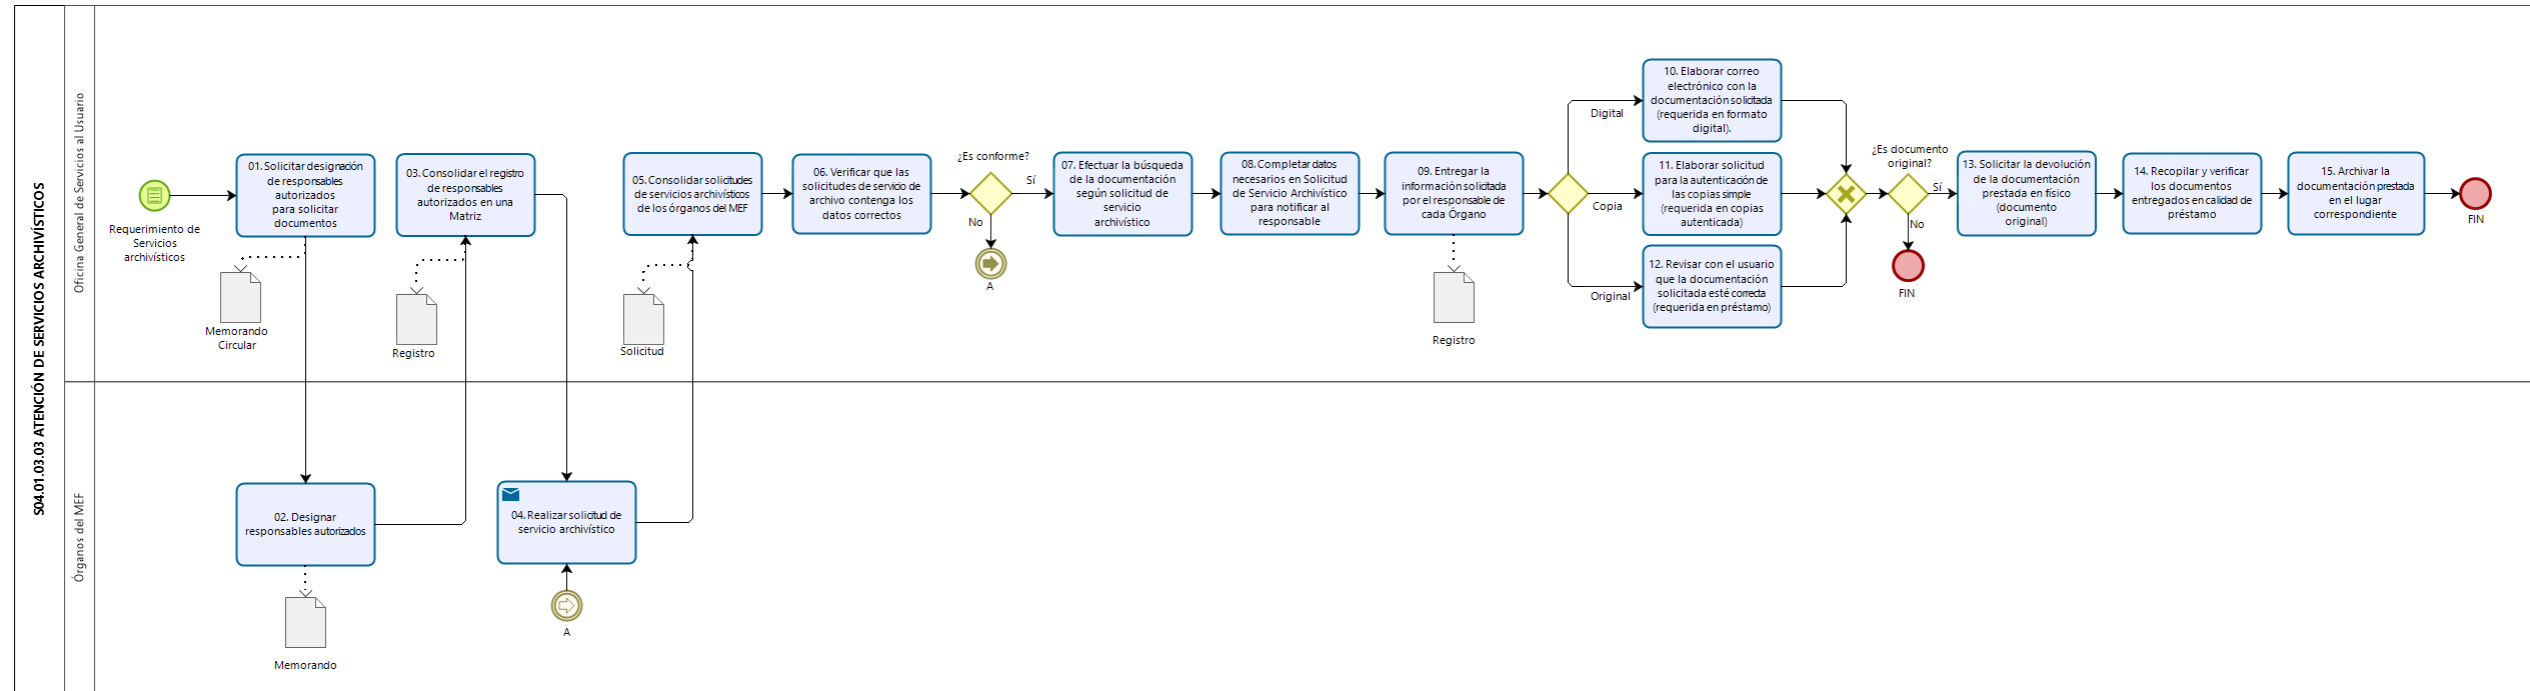 S04.01.03.03 ATENCIÓN DE SERVICIOS ARCHIVÍSTICOS
Oficina General de Servicios al Usuario
Requerimiento de
Servicios
archivísticos
01. Solicitar designación
de responsables
autorizados
para solicitar
documentos
Memorando
Circular
03. Consolidar el registro
de responsables
autorizados en una
Matriz
Registro
05. Consolidar solicitudes
de servicios archivísticos
de los órganos del MEF
Solicitud
06. Verificar que las
solicitudes de servicio de
archivo contenga los
datos correctos
¿Es conforme?
Sí
No
A
07. Efectuar la búsqueda
de la documentación
según solicitud de
servicio
archivístico
08. Completar datos
necesarios en Solicitud
de Servicio Archivístico
para notificar al
responsable
09. Entregar la
información solicitada
por el responsable de
cada Órgano
Registro
Digital
Copia
Original
10. Elaborar correo
electrónico con la
documentación solicitada
(requerida en formato
digital).
11. Elaborar solicitud
para la autenticación de
las copias simple
(requerida en copias
autenticada)
12. Revisar con el usuario
que la documentación
solicitada esté correcta
(requerida en préstamo)
¿Es documento
original?
Sí
No
FIN
13. Solicitar la devolución
de la documentación
prestada en físico
(documento
original)
14. Recopilar y verificar
los documentos
entregados en calidad de
préstamo
15. Archivar la
documentación prestada
en el lugar
correspondiente
FIN
Órganos del MEF
02. Designar
responsables autorizados
Memorando
04. Realizar solicitud de
servicio archivístico
A